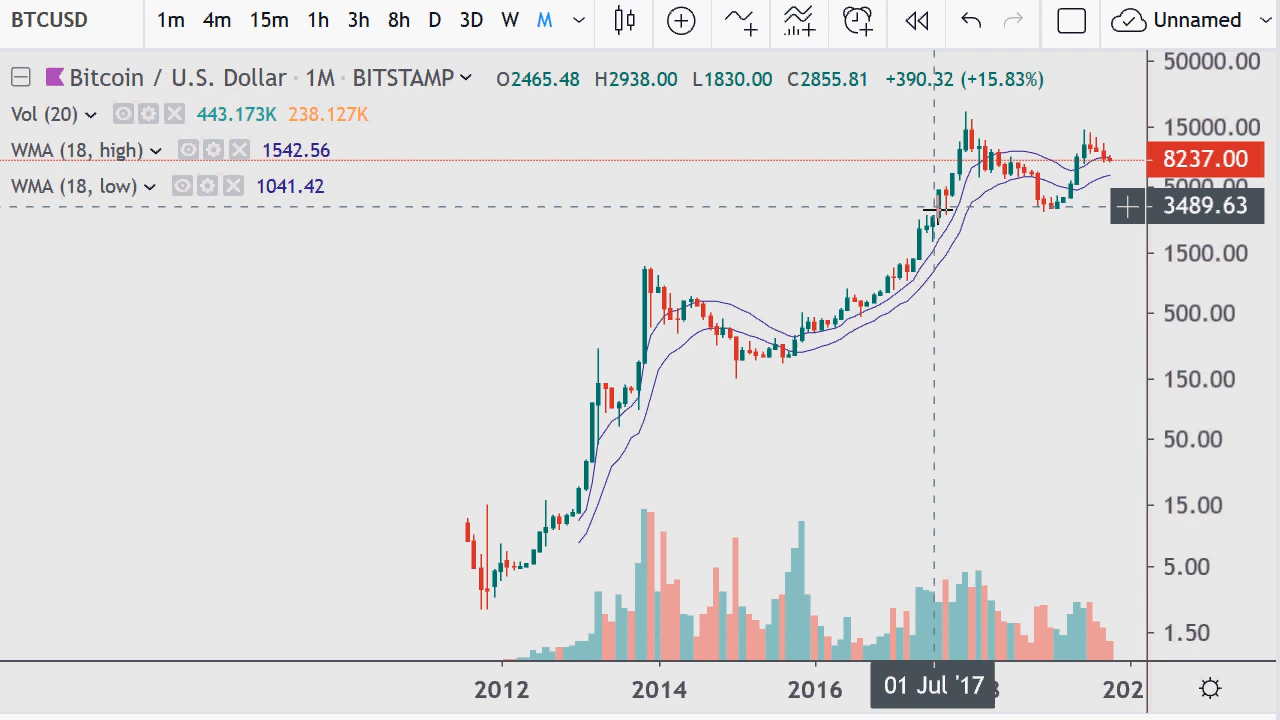 BTCUSD 1m 4m 15m 1h 3h 8h D 3D W M Unnamed
Bitcoin / U.S. Dollar · 1M · BITSTAMP O2465.48 H2938.00 L1830.00 C2855.81 +390.32 (+15.83%)
Vol (20) 443.173K 238.127K
WMA (18, high) 1542.56
WMA (18, low) 1041.42
50000.00
15000.00
8237.00
5000.00
3489.63
1500.00
500.00
150.00
50.00
15.00
5.00
1.50
2012 2014 2016 01 Jul '17 8 202